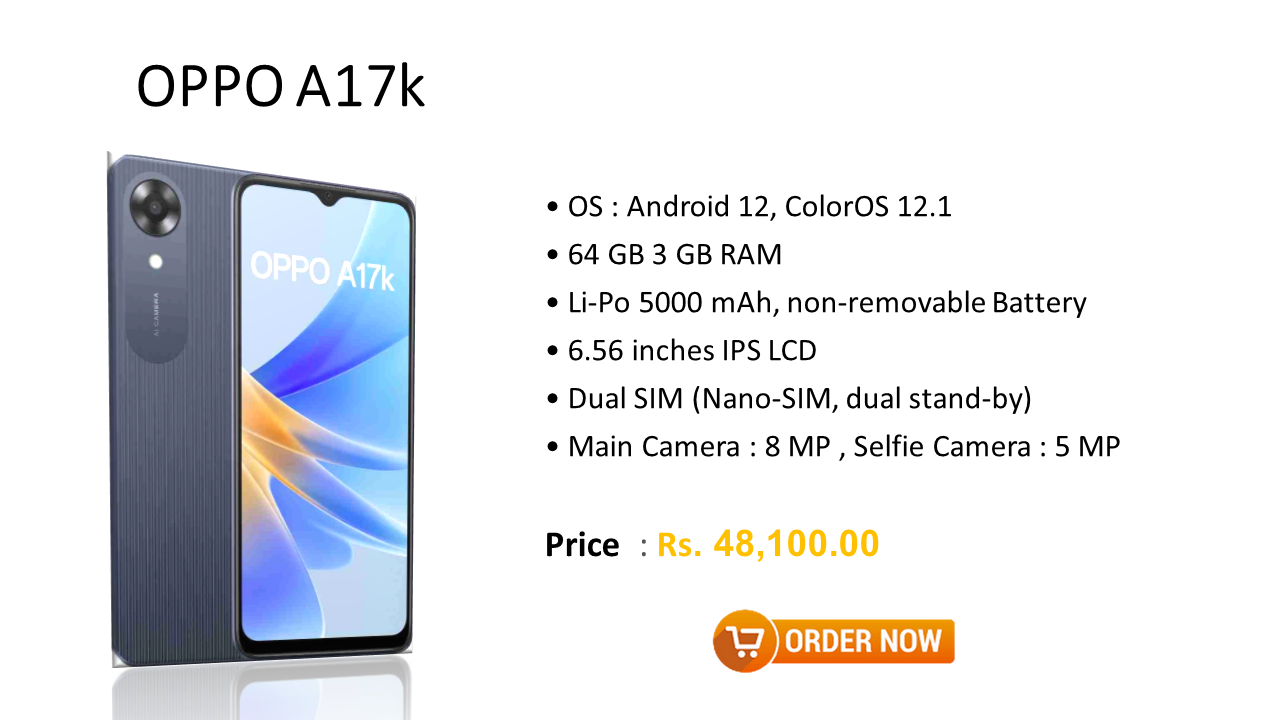 OPPO A17k
AI CAMERA
OPPO A17k
• OS : Android 12, ColorOS 12.1
• 64 GB 3 GB RAM
• Li-Po 5000 mAh, non-removable Battery
• 6.56 inches IPS LCD
• Dual SIM (Nano-SIM, dual stand-by)
• Main Camera : 8 MP , Selfie Camera : 5 MP
Price : Rs. 48,100.00
ORDER NOW